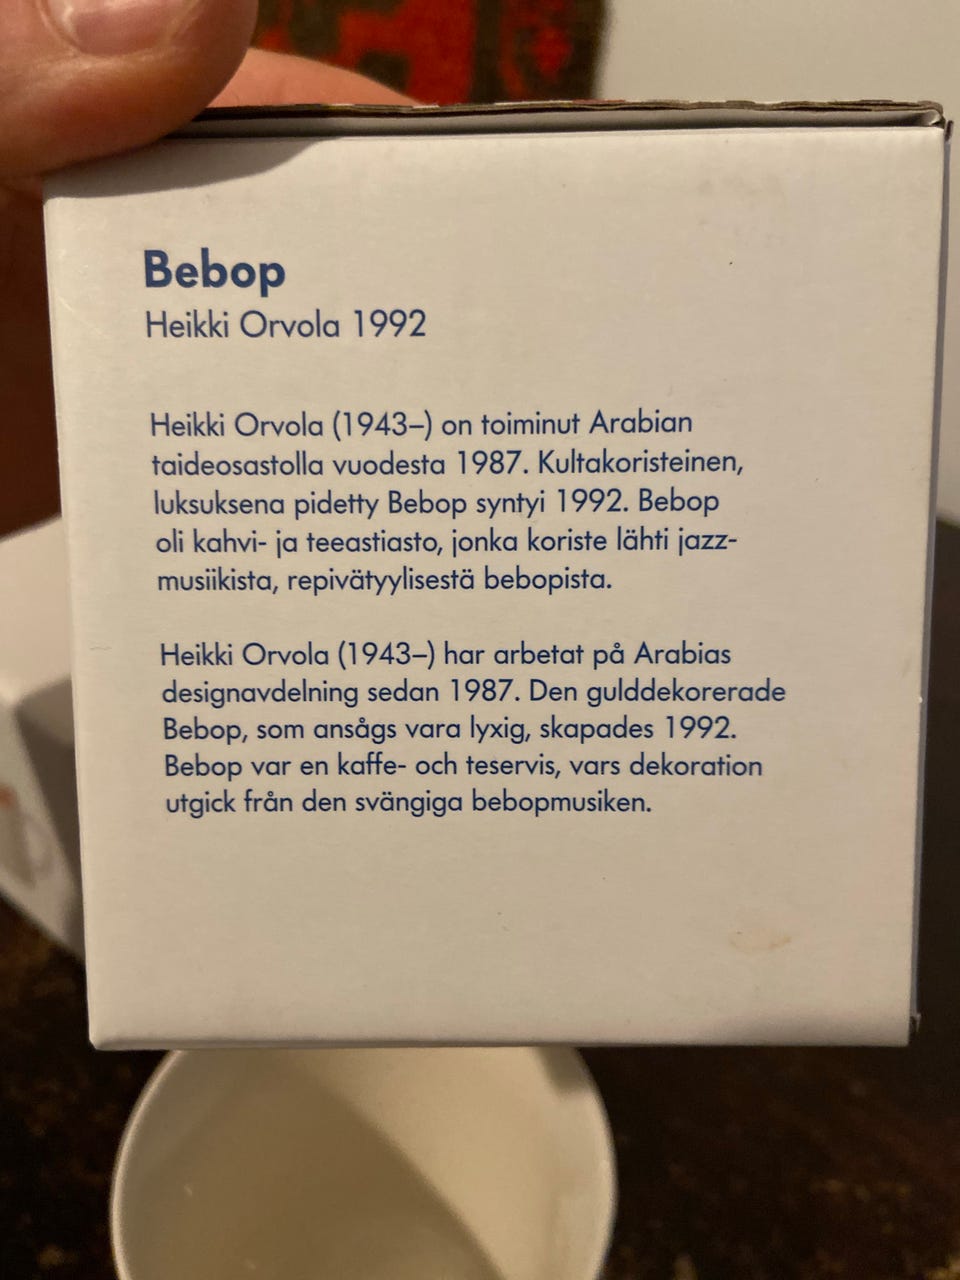 Bebop
Heikki Orvola 1992
Heikki Orvola (1943–) on toiminut Arabian
taideosastolla vuodesta 1987. Kultakoristeinen,
luksuksena pidetty Bebop syntyi 1992. Bebop
oli kahvi- ja teeastiasto, jonka koriste lähti jazz-
musiikista, repivätyylisestä bebopista.
Heikki Orvola (1943–) har arbetat på Arabias
designavdelning sedan 1987. Den gulddekorerade
Bebop, som ansågs vara lyxig, skapades 1992.
Bebop var en kaffe- och teservis, vars dekoration
utgick från den svängiga bebopmusiken.